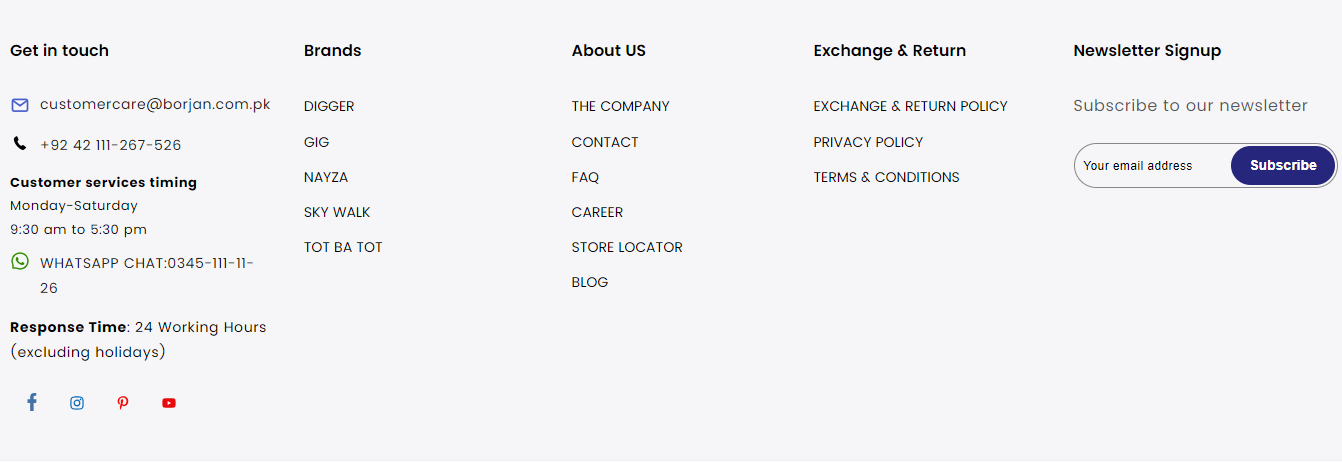 Get in touch
customercare@borjan.com.pk
+92 42 111-267-526
Customer services timing
Monday-Saturday
9:30 am to 5:30 pm
WHATSAPP CHAT:0345-111-11-
26
Response Time: 24 Working Hours
(excluding holidays)
Brands
DIGGER
GIG
NAYZA
SKY WALK
TOT BA TOT
About US
THE COMPANY
CONTACT
FAQ
CAREER
STORE LOCATOR
BLOG
Exchange & Return
EXCHANGE & RETURN POLICY
PRIVACY POLICY
TERMS & CONDITIONS
Newsletter Signup
Subscribe to our newsletter
Your email address
Subscribe